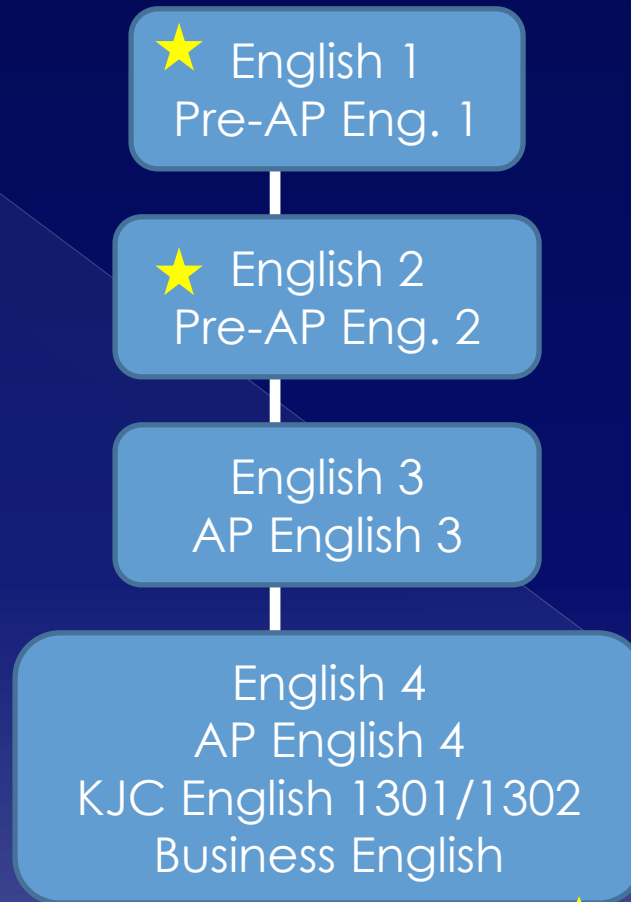 English 1
Pre-AP Eng. 1
English 2
Pre-AP Eng. 2
English 3
AP English 3
English 4
AP English 4
KJC English 1301/1302
Business English